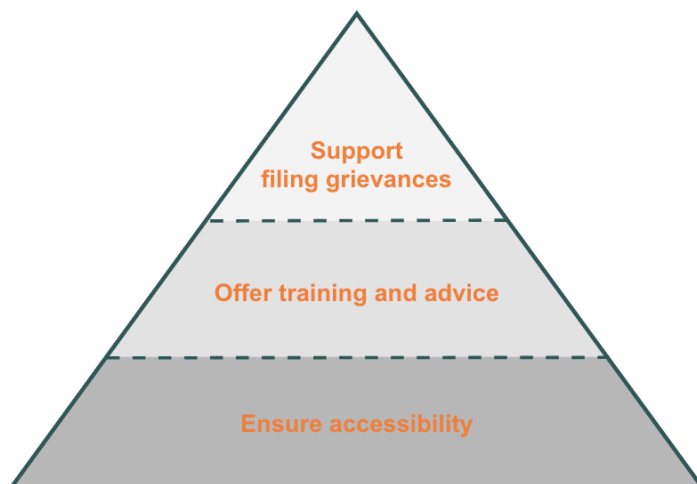 Support
filing grievances
Offer training and advice
Ensure accessibility